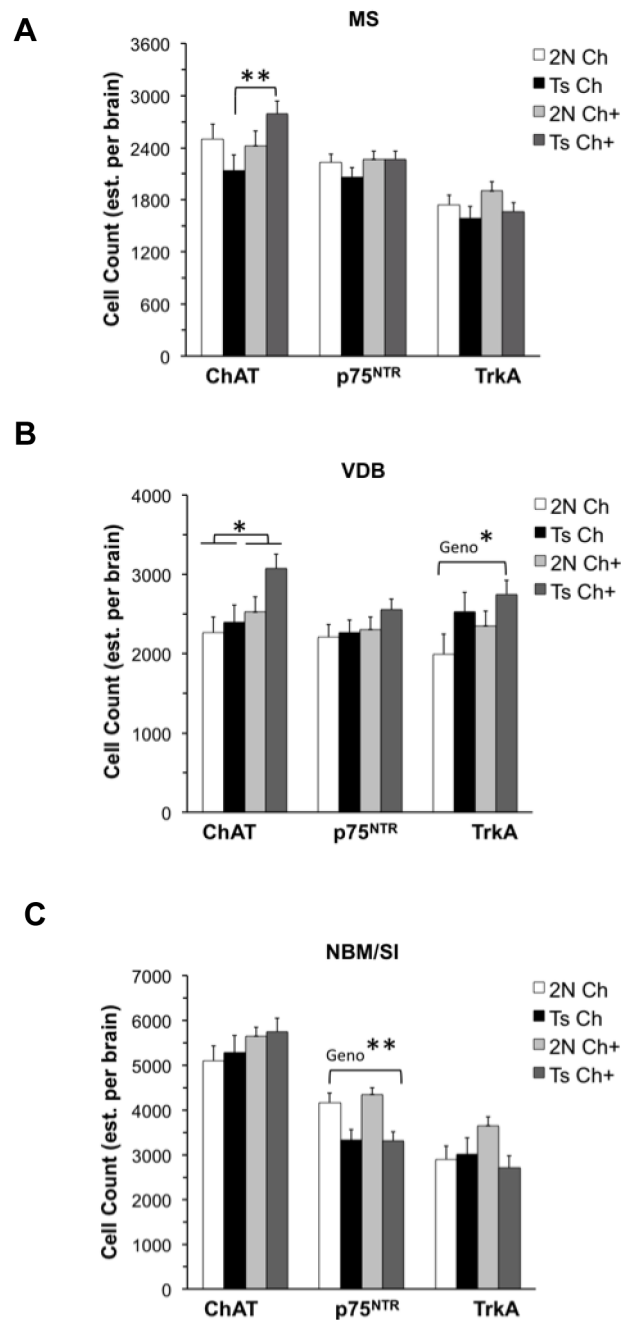 A
MS
3600
3000
2400
1800
1200
600
0
Cell Count (est. per brain)
**
2N Ch
Ts Ch
2N Ch+
Ts Ch+
ChAT p75NTR TrkA
B
VDB
4000
3000
2000
1000
0
Cell Count (est. per brain)
*
Geno *
2N Ch
Ts Ch
2N Ch+
Ts Ch+
ChAT p75NTR TrkA
C
NBM/SI
7000
6000
5000
4000
3000
2000
1000
0
Cell Count (est. per brain)
Geno **
2N Ch
Ts Ch
2N Ch+
Ts Ch+
ChAT p75NTR TrkA